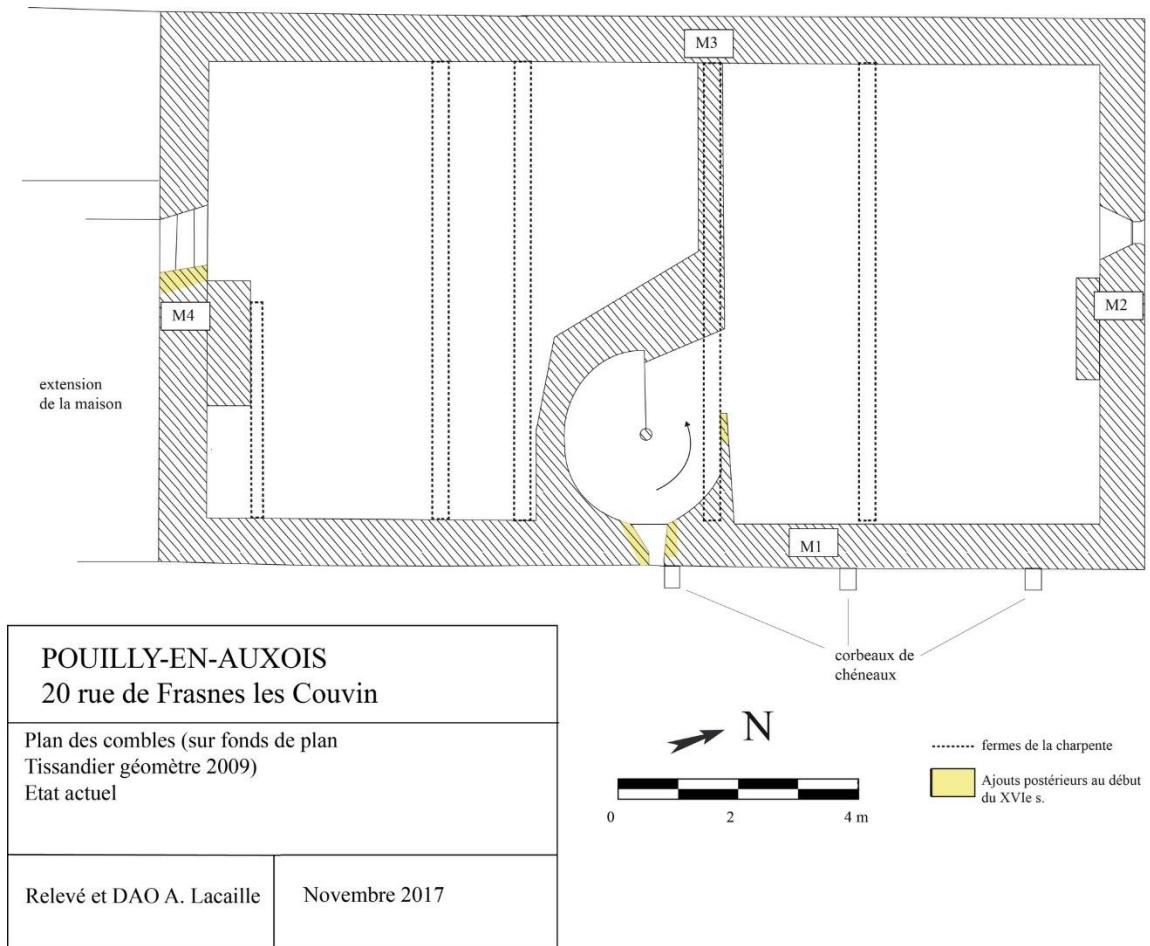 M3
M4
M2
extension
de la maison
M1
corbeaux de
chéneaux
POUILLY-EN-AUXOIS
20 rue de Frasnes les Couvin
Plan des combles (sur fonds de plan
Tissandier géomètre 2009)
Etat actuel
Relevé et DAO A. Lacaille
Novembre 2017
N
0 2 4 m
fermes de la charpente
Ajouts postérieurs au début
du XVIe s.